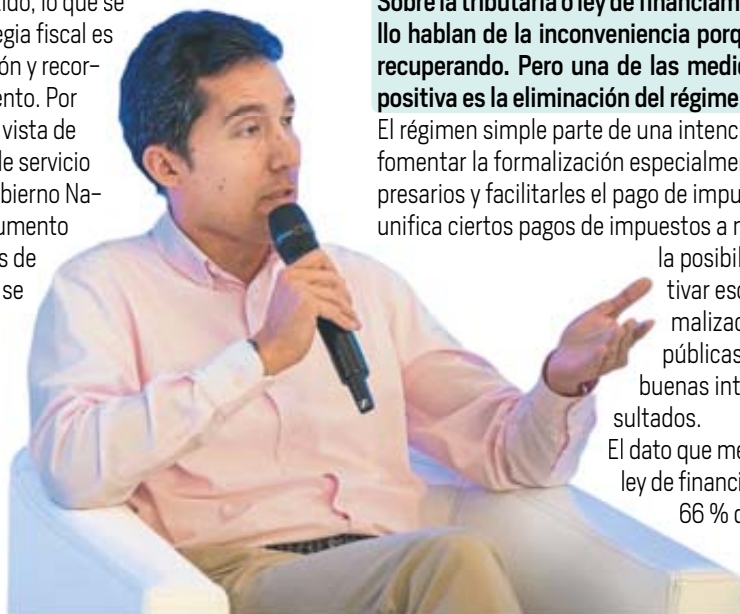 ido, lo que se
egia fiscal es
ón y recor-
ento. Por
vista de
de servicio
obierno Na-
umento
s de
se
Sobre la tributaria o ley de financiam
llo hablan de la inconveniencia porq
recuperando. Pero una de las medi
positiva es la eliminación del régime
El régimen simple parte de una intenc
fomentar la formalización especialme
presarios y facilitarles el pago de impu
unifica ciertos pagos de impuestos a n
la posibil
tivar eso
malizac
públicas
buenas int
sultados.
El dato que me
ley de financi
66 % d